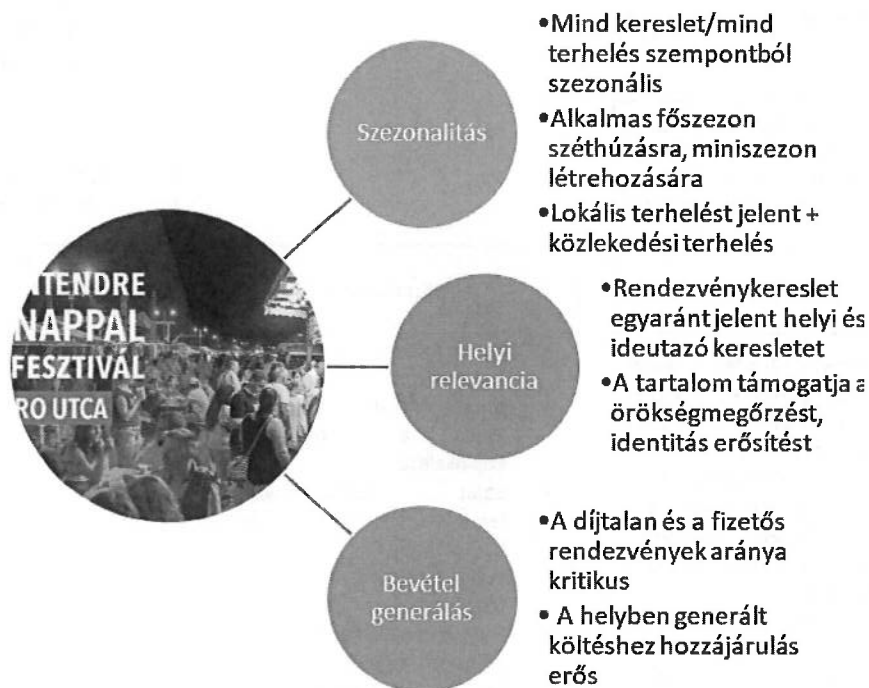 Szezonalitás
•Mind kereslet/mind
terhelés szempontból
szezonális
•Alkalmas főszezon
széthúzásra, miniszezon
létrehozására
•Lokális terhelést jelent +
közlekedési terhelés
NTENDRE
NAPPAL
FESZTIVÁL
RO UTCA
Helyi
relevancia
•Rendezvénykereslet
egyaránt jelent helyi és
ideutazó keresletet
•A tartalom támogatja a
örökségmegőrzést,
identitás erősítést
Bevétel
generálás
•A díjtalan és a fizetős
rendezvények aránya
kritikus
• A helyben generált
költéshez hozzájárulás
erős